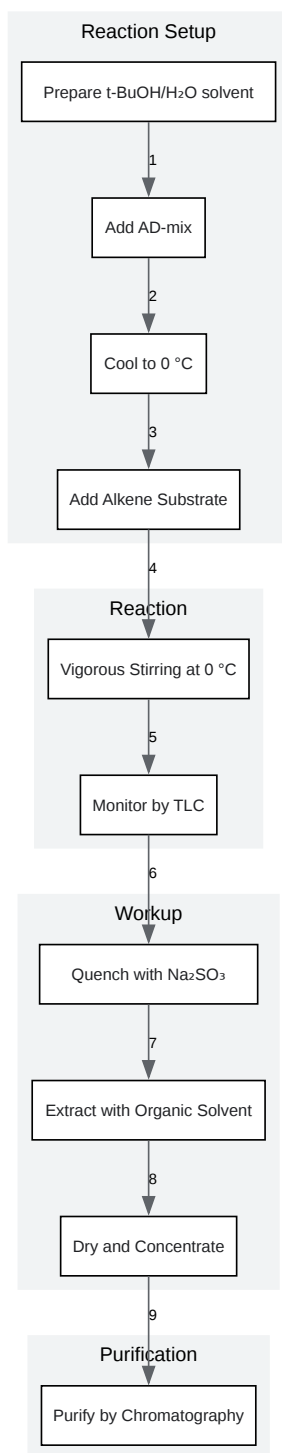 Reaction Setup
Prepare t-BuOH/H₂O solvent
1
Add AD-mix
2
Cool to 0 °C
3
Add Alkene Substrate
4
Reaction
Vigorous Stirring at 0 °C
5
Monitor by TLC
6
Workup
Quench with Na₂SO₃
7
Extract with Organic Solvent
8
Dry and Concentrate
9
Purification
Purify by Chromatography